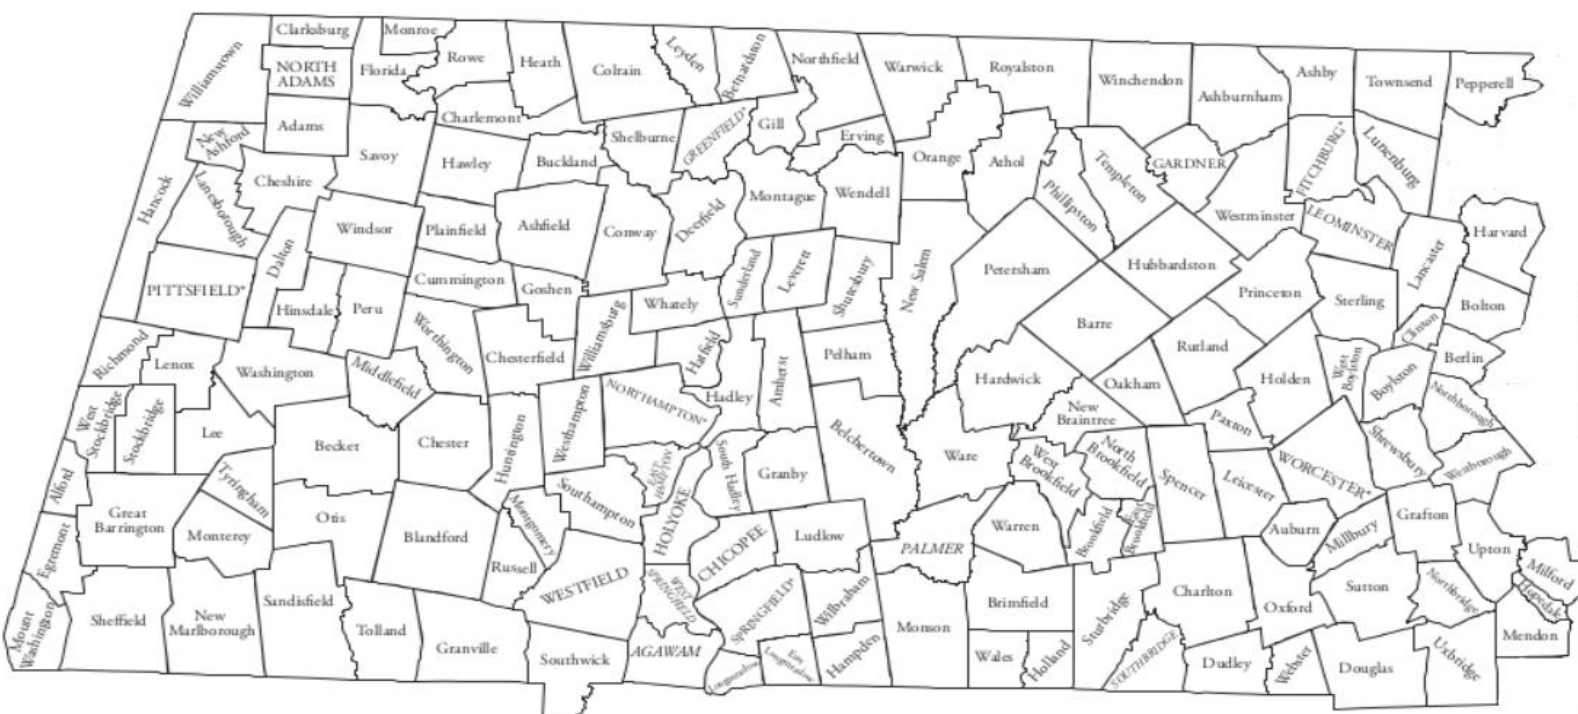 Williamstown
Clarksburg
Monroe
Rowe
Heath
Colrain
Leyden
Bernardston
Northfield
Warwick
Royalston
Winchendon
Ashburnham
Ashby
Townsend
Pepperell
NORTH
ADAMS
Florida
Charlemont
Shelburne
GREENFIELD*
Gill
Erving
New
Ashford
Adams
Savoy
Hawley
Buckland
Orange
Athol
Phillipston
Templeton
GARDNER
Westminster
FITCHBURG*
Lunenburg
Hancock
Lanesborough
Cheshire
Windsor
Plainfield
Ashfield
Conway
Deerfield
Montague
Wendell
LEOMINSTER
Lancaster
Harvard
PITTSFIELD*
Dalton
Hinsdale
Peru
Cummington
Goshen
Whately
Sunderland
Leverett
Shutesbury
New Salem
Petersham
Hubbardston
Princeton
Sterling
Clinton
Bolton
Richmond
Lenox
Washington
Middlefield
Worthington
Chesterfield
Williamsburg
Hatfield
Pelham
Barre
Rutland
Holden
West
Boylston
Boylston
Berlin
Northborough
West
Stockbridge
Stockbridge
Lee
Becket
Chester
Huntington
Westhampton
NORTHAMPTON*
Hadley
Amherst
Belchertown
Hardwick
Oakham
New
Braintree
Paxton
Shrewsbury
Westborough
Alford
Great
Barrington
Tyringham
Monterey
Otis
Blandford
Montgomery
Russell
Southampton
EAST
HAMPTON
HOLYOKE
South Hadley
Granby
Ware
West
Brookfield
North
Brookfield
Spencer
Leicester
WORCESTER*
Egremont
CHICOPEE
Ludlow
PALMER
Warren
Brookfield
East
Brookfield
Auburn
Millbury
Grafton
Upton
Milford
Hopedale
Mount
Washington
Sheffield
New
Marlborough
Sandisfield
Tolland
Granville
WESTFIELD
Southwick
WEST
SPRINGFIELD
AGAWAM
SPRINGFIELD*
Longmeadow
East
Longmeadow
Wilbraham
Hampden
Monson
Brimfield
Wales
Holland
Sturbridge
SOUTHBRIDGE
Charlton
Dudley
Oxford
Webster
Sutton
Douglas
Northbridge
Uxbridge
Mendon